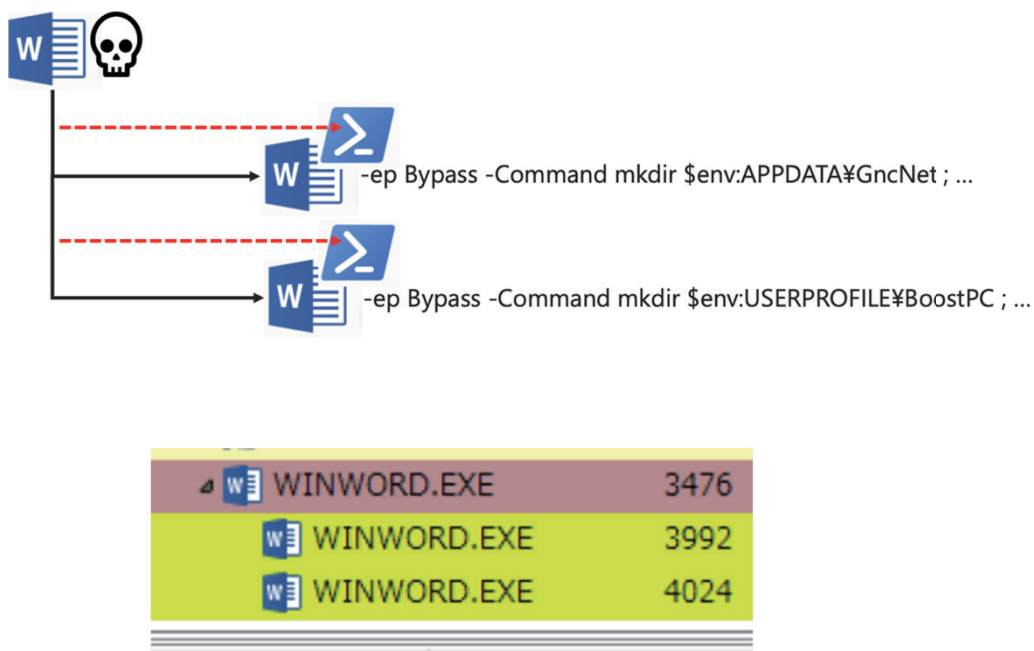 W
-ep Bypass -Command mkdir $env:APPDATA¥GncNet ; ...
W
-ep Bypass -Command mkdir $env:USERPROFILE¥BoostPC ; ...
W
WINWORD.EXE 3476
WINWORD.EXE 3992
WINWORD.EXE 4024